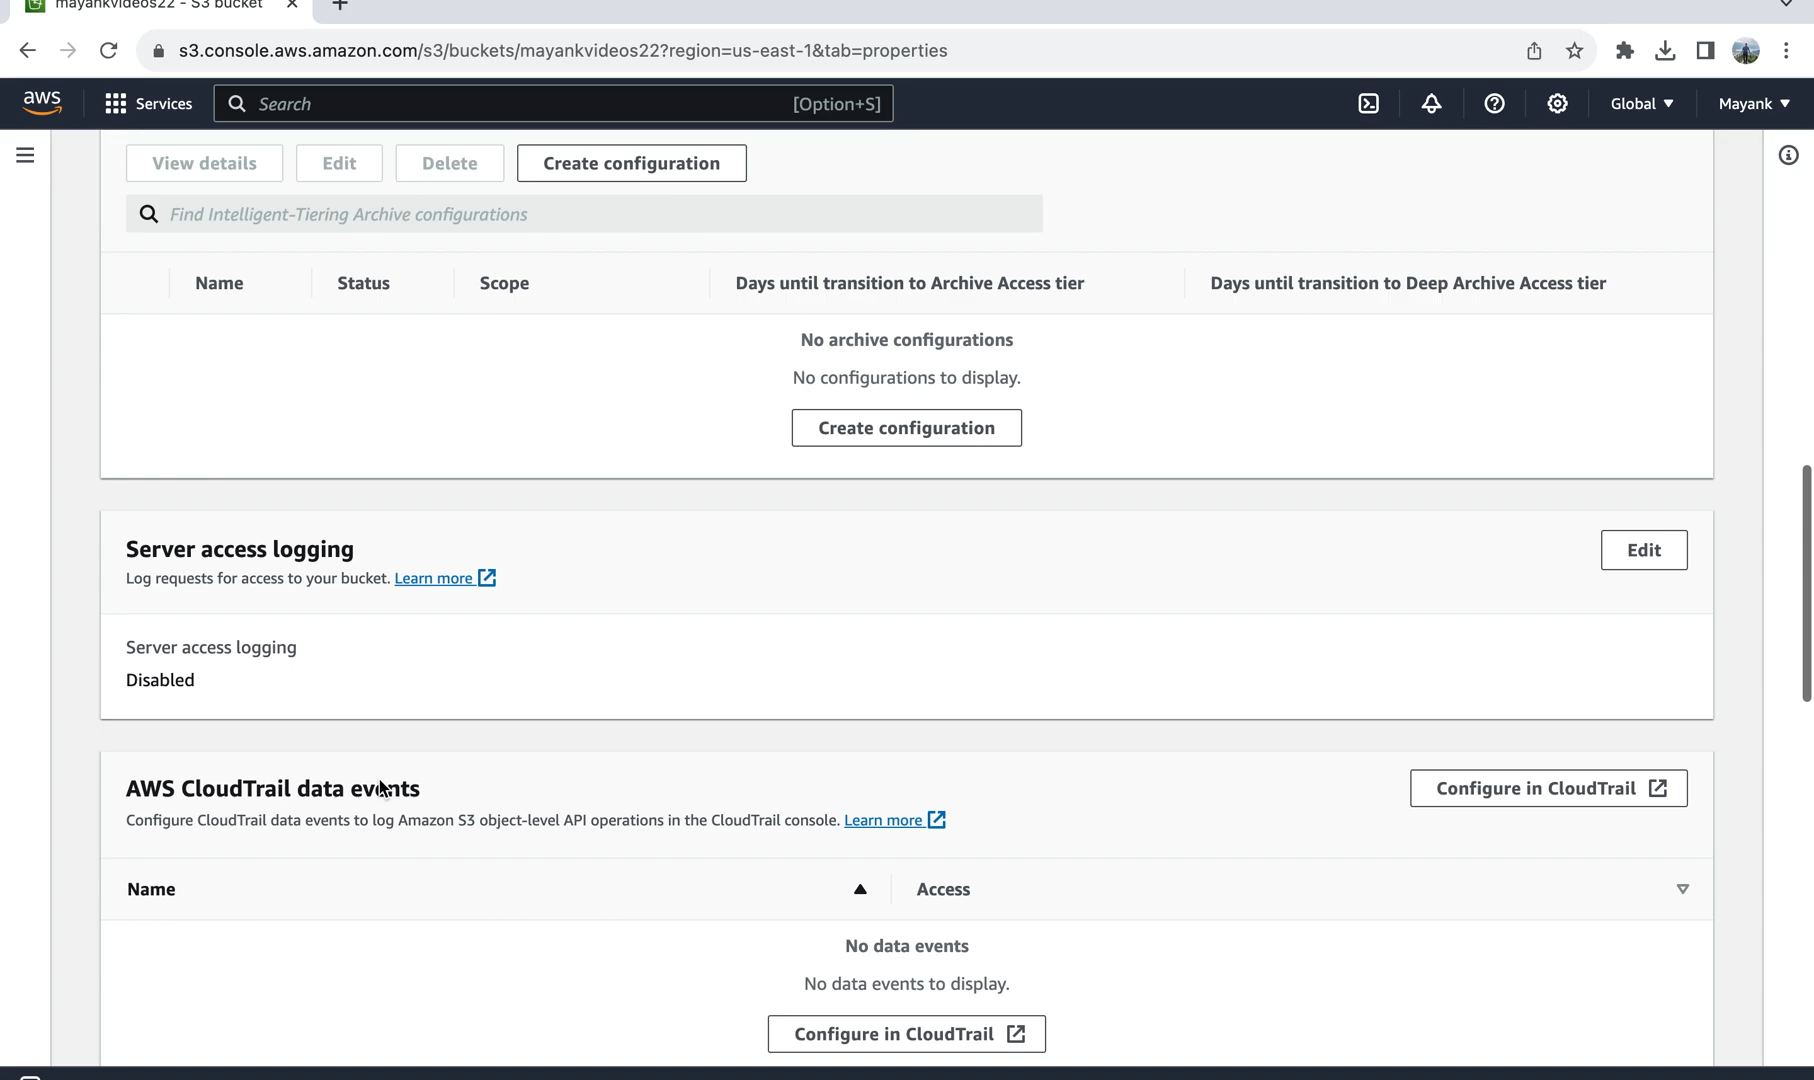 mayankvideos22 - S3 bucket
s3.console.aws.amazon.com/s3/buckets/mayankvideos22?region=us-east-1&tab=properties
aws Services Search [Option+S] Global Mayank
View details Edit Delete Create configuration
Find Intelligent-Tiering Archive configurations
Name Status Scope Days until transition to Archive Access tier Days until transition to Deep Archive Access tier
No archive configurations
No configurations to display.
Create configuration
Server access logging Edit
Log requests for access to your bucket. Learn more
Server access logging
Disabled
AWS CloudTrail data events Configure in CloudTrail
Configure CloudTrail data events to log Amazon S3 object-level API operations in the CloudTrail console. Learn more
Name Access
No data events
No data events to display.
Configure in CloudTrail